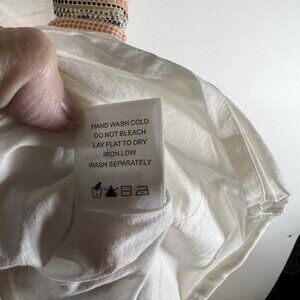 HAND WASH COLD
DO NOT BLEACH
LAY FLAT TO DRY
IRON LOW
WASH SEPARATELY